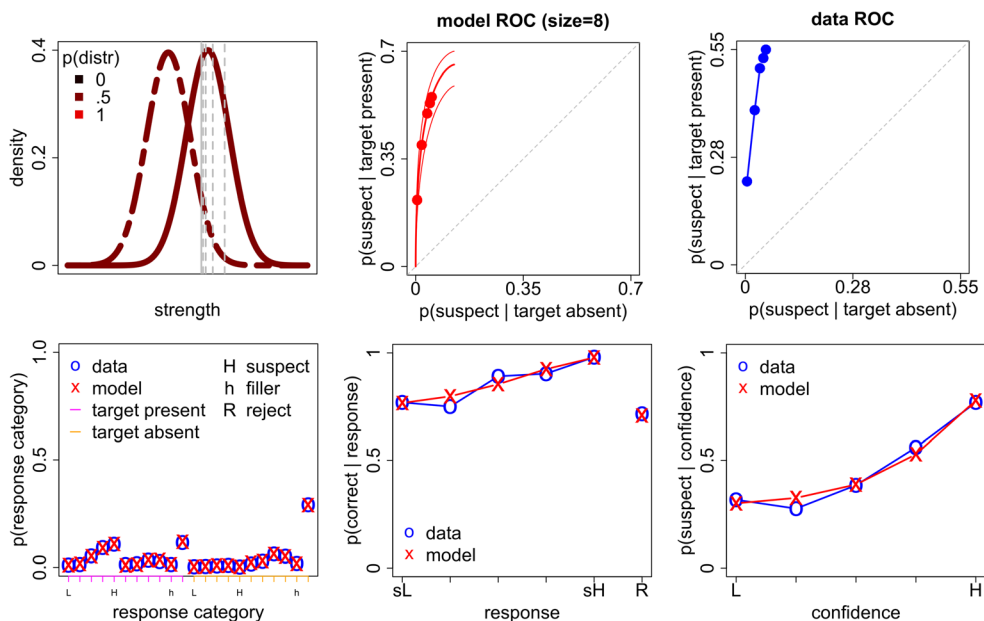 p(distr)
0
.5
1
density
0
0.2
0.4
strength
model ROC (size=8)
p(suspect | target present)
0
0.35
0.7
0
0.35
0.7
p(suspect | target absent)
data ROC
p(suspect | target present)
0
0.28
0.55
0
0.28
0.55
p(suspect | target absent)
p(response category)
0.0
0.5
1.0
o data
x model
target present
target absent
H suspect
h filler
R reject
L
H
h
L
H
h
response category
p(correct | response)
0
0.5
1
o data
x model
sL
sH
R
response
p(suspect | confidence)
0
0.5
1
o data
x model
L
H
confidence